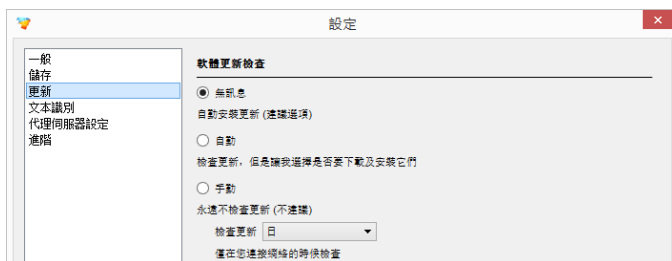 設定
一般
儲存
更新
文本識別
代理伺服器設定
進階
軟體更新檢查
無訊息
自動安裝更新 (建議選項)
自動
檢查更新，但是讓我選擇是否要下載及安裝它們
手動
永遠不檢查更新 (不建議)
檢查更新 日
僅在您連接網絡的時候檢查